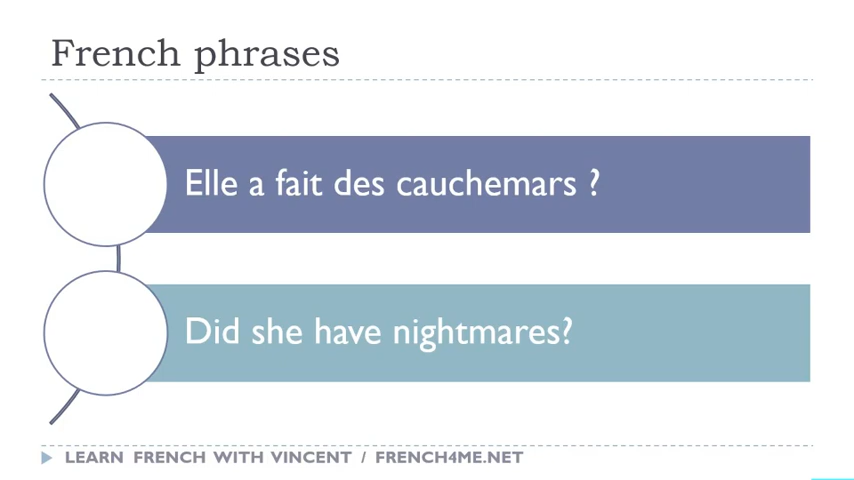 French phrases
Elle a fait des cauchemars ?
Did she have nightmares?
LEARN FRENCH WITH VINCENT / FRENCH4ME.NET